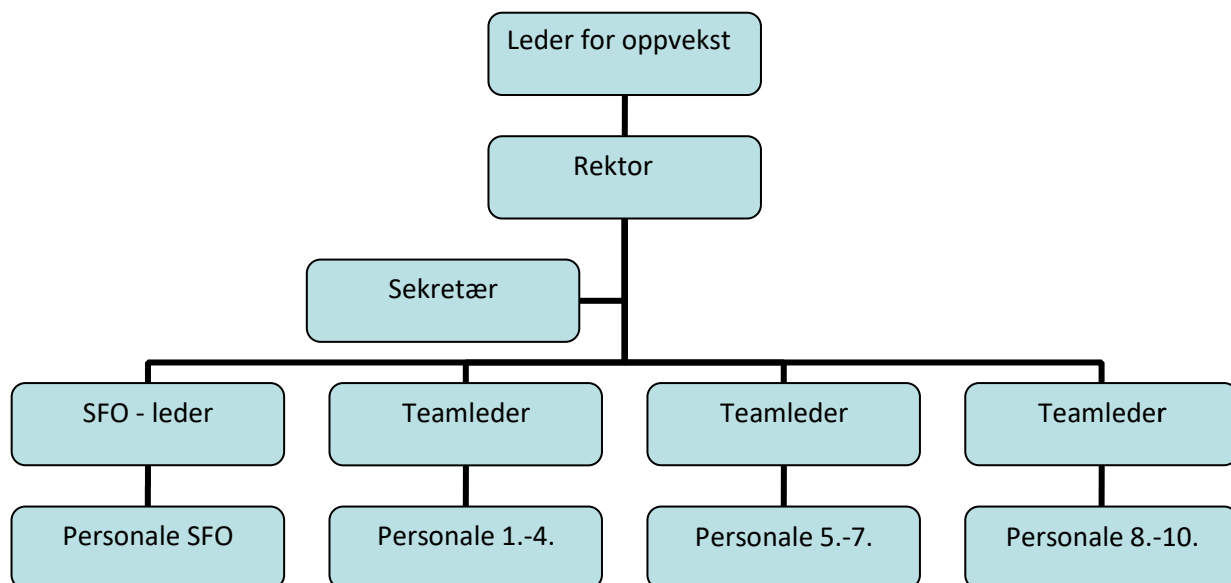 Leder for oppvekst
Rektor
Sekretær
SFO - leder
Teamleder
Teamleder
Teamleder
Personale SFO
Personale 1.-4.
Personale 5.-7.
Personale 8.-10.